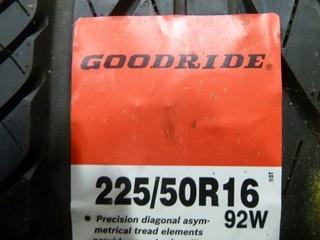 GOODRIDE®
225/50R16
92W
• Precision diagonal asym-
metrical tread elements